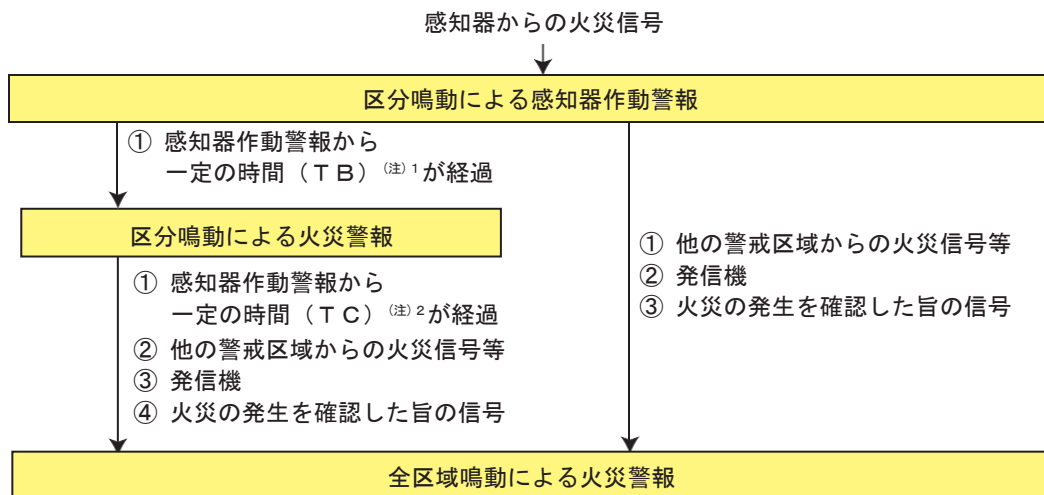 感知器からの火災信号
区分鳴動による感知器作動警報
① 感知器作動警報から
一定の時間（ＴＢ）(注)1が経過
区分鳴動による火災警報
① 感知器作動警報から
一定の時間（ＴＣ）(注)2が経過
② 他の警戒区域からの火災信号等
③ 発信機
④ 火災の発生を確認した旨の信号
① 他の警戒区域からの火災信号等
② 発信機
③ 火災の発生を確認した旨の信号
全区域鳴動による火災警報